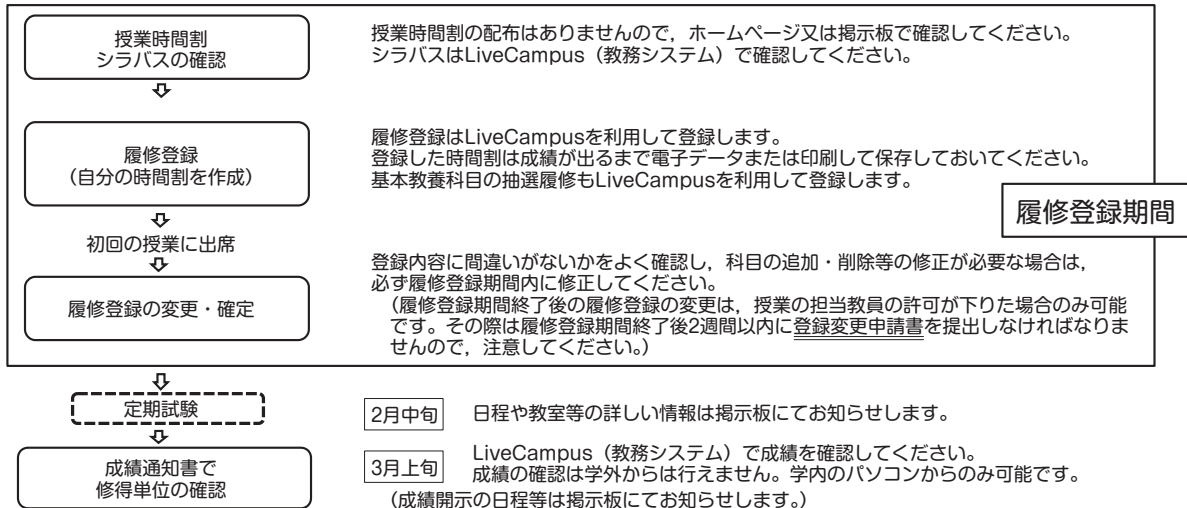 授業時間割
シラバスの確認
授業時間割の配布はありませんので，ホームページ又は掲示板で確認してください。
シラバスはLiveCampus（教務システム）で確認してください。
履修登録
（自分の時間割を作成）
履修登録はLiveCampusを利用して登録します。
登録した時間割は成績が出るまで電子データまたは印刷して保存しておいてください。
基本教養科目の抽選履修もLiveCampusを利用して登録します。
履修登録期間
初回の授業に出席
履修登録の変更・確定
登録内容に間違いがないかをよく確認し，科目の追加・削除等の修正が必要な場合は，
必ず履修登録期間内に修正してください。
（履修登録期間終了後の履修登録の変更は，授業の担当教員の許可が下りた場合のみ可能
です。その際は履修登録期間終了後2週間以内に登録変更申請書を提出しなければなりま
せんので，注意してください。）
定期試験
2月中旬 日程や教室等の詳しい情報は掲示板にてお知らせします。
成績通知書で
修得単位の確認
3月上旬
LiveCampus（教務システム）で成績を確認してください。
成績の確認は学外からは行えません。学内のパソコンからのみ可能です。
（成績開示の日程等は掲示板にてお知らせします。）